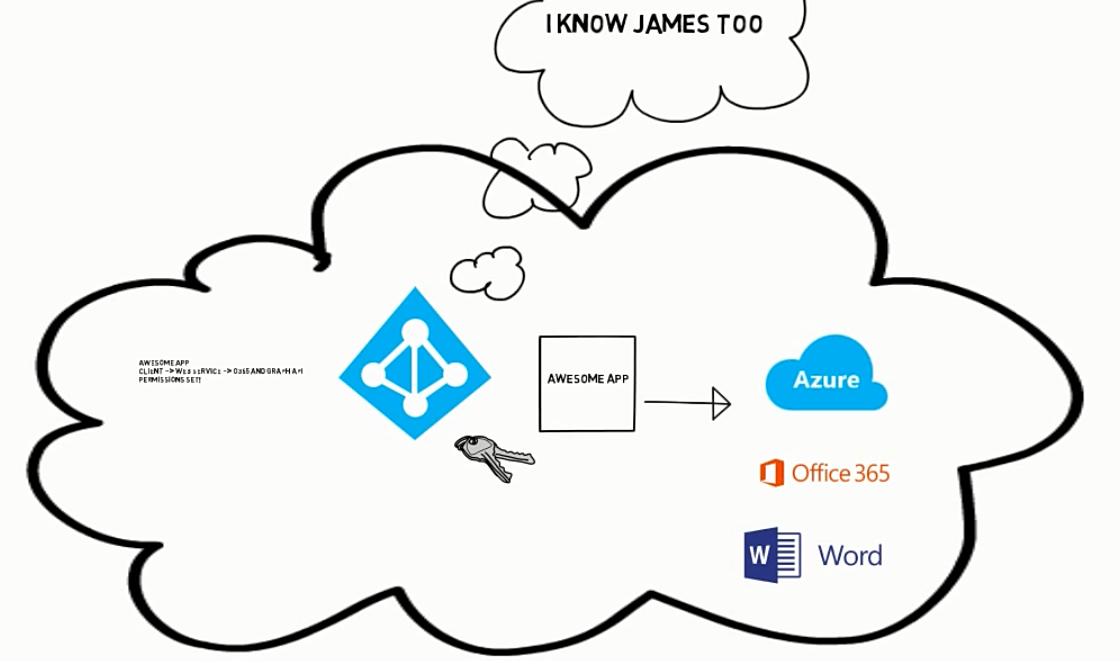 I KNOW JAMES TOO
AWESOME APP
CLIENT -> WEB SERVICE -> O365 AND GRAPH API
PERMISSIONS SET!
AWESOME APP
Azure
Office 365
W Word